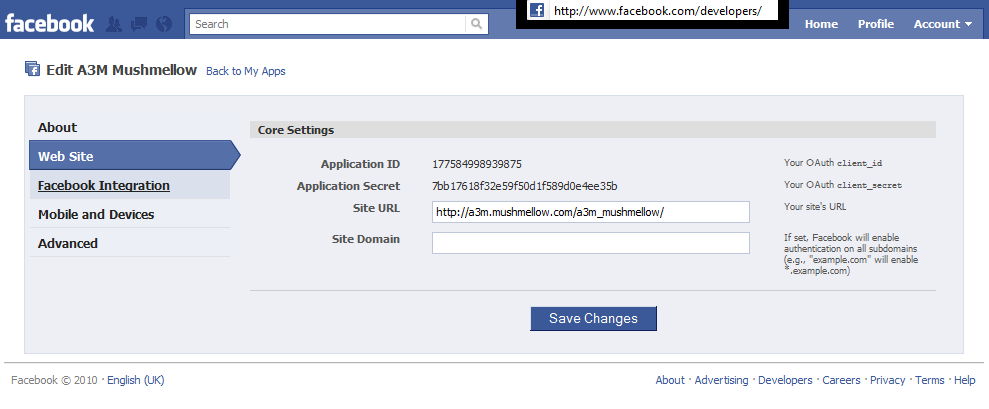 http://www.facebook.com/developers/
facebook Search Home Profile Account
Edit A3M Mushmellow Back to My Apps
About
Web Site
Facebook Integration
Mobile and Devices
Advanced
Core Settings
Application ID 177584998939875 Your OAuth client_id
Application Secret 7bb17618f32e59f50d1f589d0e4ee35b Your OAuth client_secret
Site URL http://a3m.mushmellow.com/a3m_mushmellow/ Your site's URL
Site Domain If set, Facebook will enable
authentication on all subdomains
(e.g., "example.com" will enable
*.example.com)
Save Changes
Facebook © 2010 · English (UK) About · Advertising · Developers · Careers · Privacy · Terms · Help